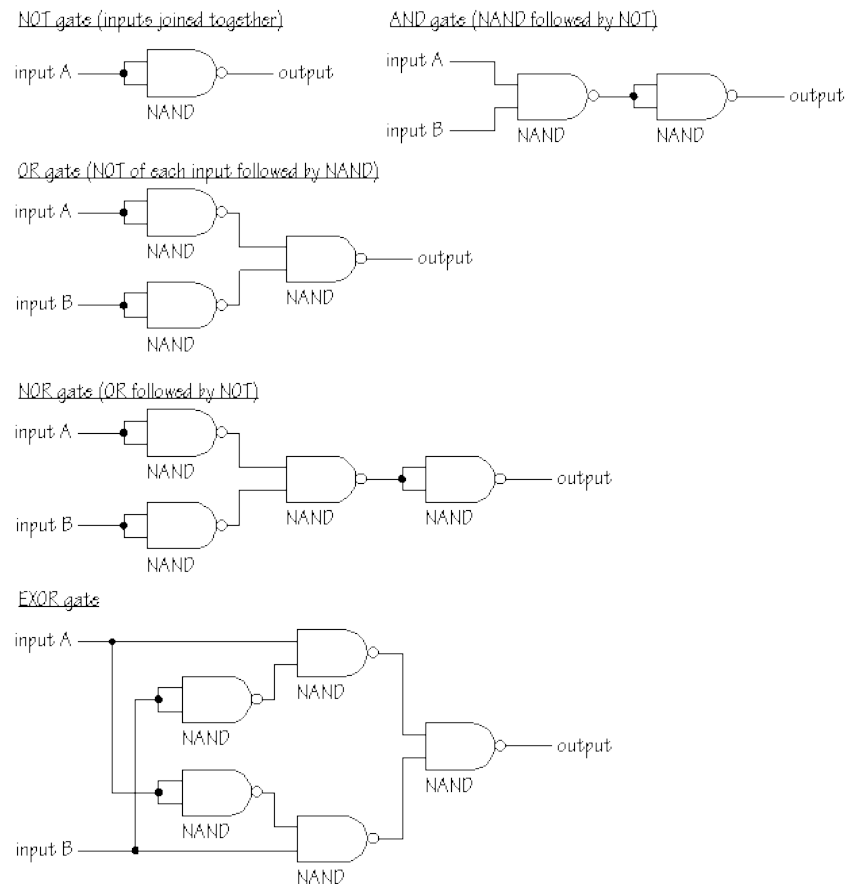 NOT gate (inputs joined together)
input A
output
NAND
AND gate (NAND followed by NOT)
input A
input B
output
NAND
NAND
OR gate (NOT of each input followed by NAND)
input A
NAND
output
input B
NAND
NAND
NOR gate (OR followed by NOT)
input A
NAND
output
input B
NAND
NAND
NAND
EXOR gate
input A
NAND
NAND
output
NAND
NAND
input B
NAND